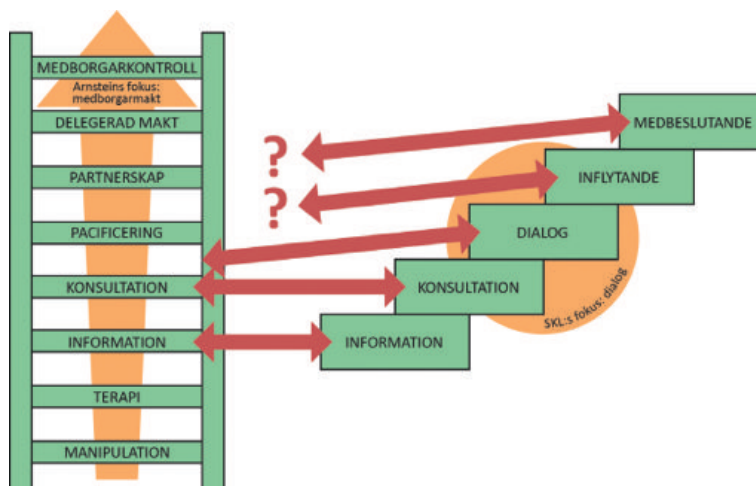 MEDBORGARKONTROLL
Arnsteins fokus:
medborgarmakt
DELEGERAD MAKT
PARTNERSKAP
PACIFICERING
KONSULTATION
INFORMATION
TERAPI
MANIPULATION
?
?
MEDBESLUTANDE
INFLYTANDE
DIALOG
KONSULTATION
INFORMATION
SKL:s fokus: dialog